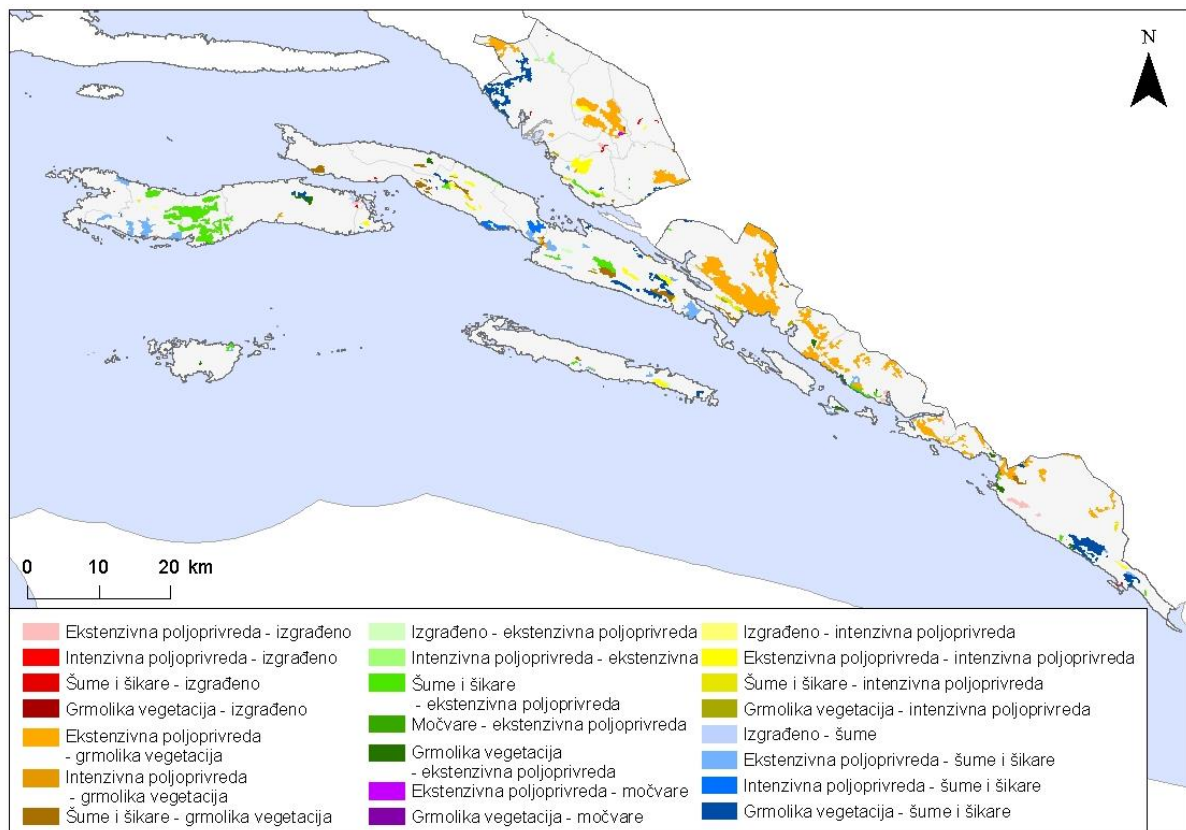 N
0 10 20 km
Ekstenzivna poljoprivreda - izgrađeno
Intenzivna poljoprivreda - izgrađeno
Šume i šikare - izgrađeno
Grmolika vegetacija - izgrađeno
Ekstenzivna poljoprivreda
- grmolika vegetacija
Intenzivna poljoprivreda
- grmolika vegetacija
Šume i šikare - grmolika vegetacija
Izgrađeno - ekstenzivna poljoprivreda
Intenzivna poljoprivreda - ekstenzivna
Šume i šikare
- ekstenzivna poljoprivreda
Močvare - ekstenzivna poljoprivreda
Grmolika vegetacija
- ekstenzivna poljoprivreda
Ekstenzivna poljoprivreda - močvare
Grmolika vegetacija - močvare
Izgrađeno - intenzivna poljoprivreda
Ekstenzivna poljoprivreda - intenzivna poljoprivreda
Šume i šikare - intenzivna poljoprivreda
Grmolika vegetacija - intenzivna poljoprivreda
Izgrađeno - šume
Ekstenzivna poljoprivreda - šume i šikare
Intenzivna poljoprivreda - šume i šikare
Grmolika vegetacija - šume i šikare